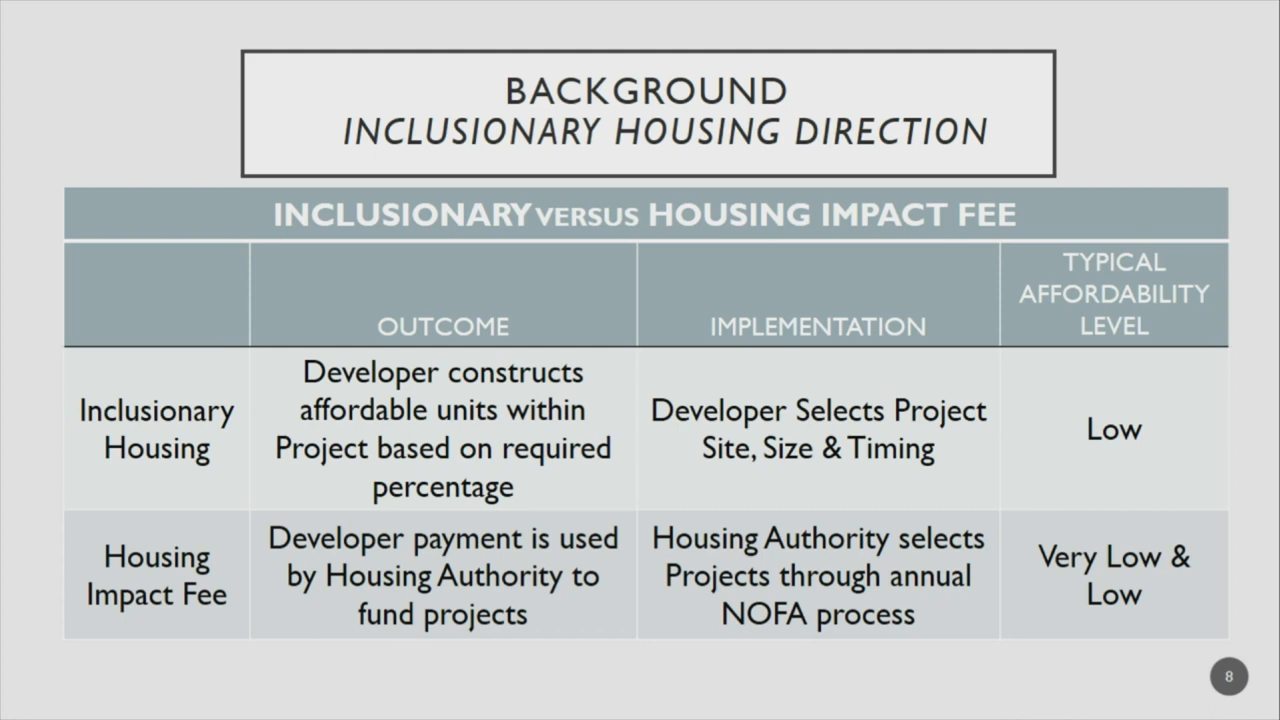 BACKGROUND
INCLUSIONARY HOUSING DIRECTION
INCLUSIONARY VERSUS HOUSING IMPACT FEE
OUTCOME
IMPLEMENTATION
TYPICAL
AFFORDABILITY
LEVEL
Inclusionary
Housing
Developer constructs
affordable units within
Project based on required
percentage
Developer Selects Project
Site, Size & Timing
Low
Housing
Impact Fee
Developer payment is used
by Housing Authority to
fund projects
Housing Authority selects
Projects through annual
NOFA process
Very Low &
Low
8